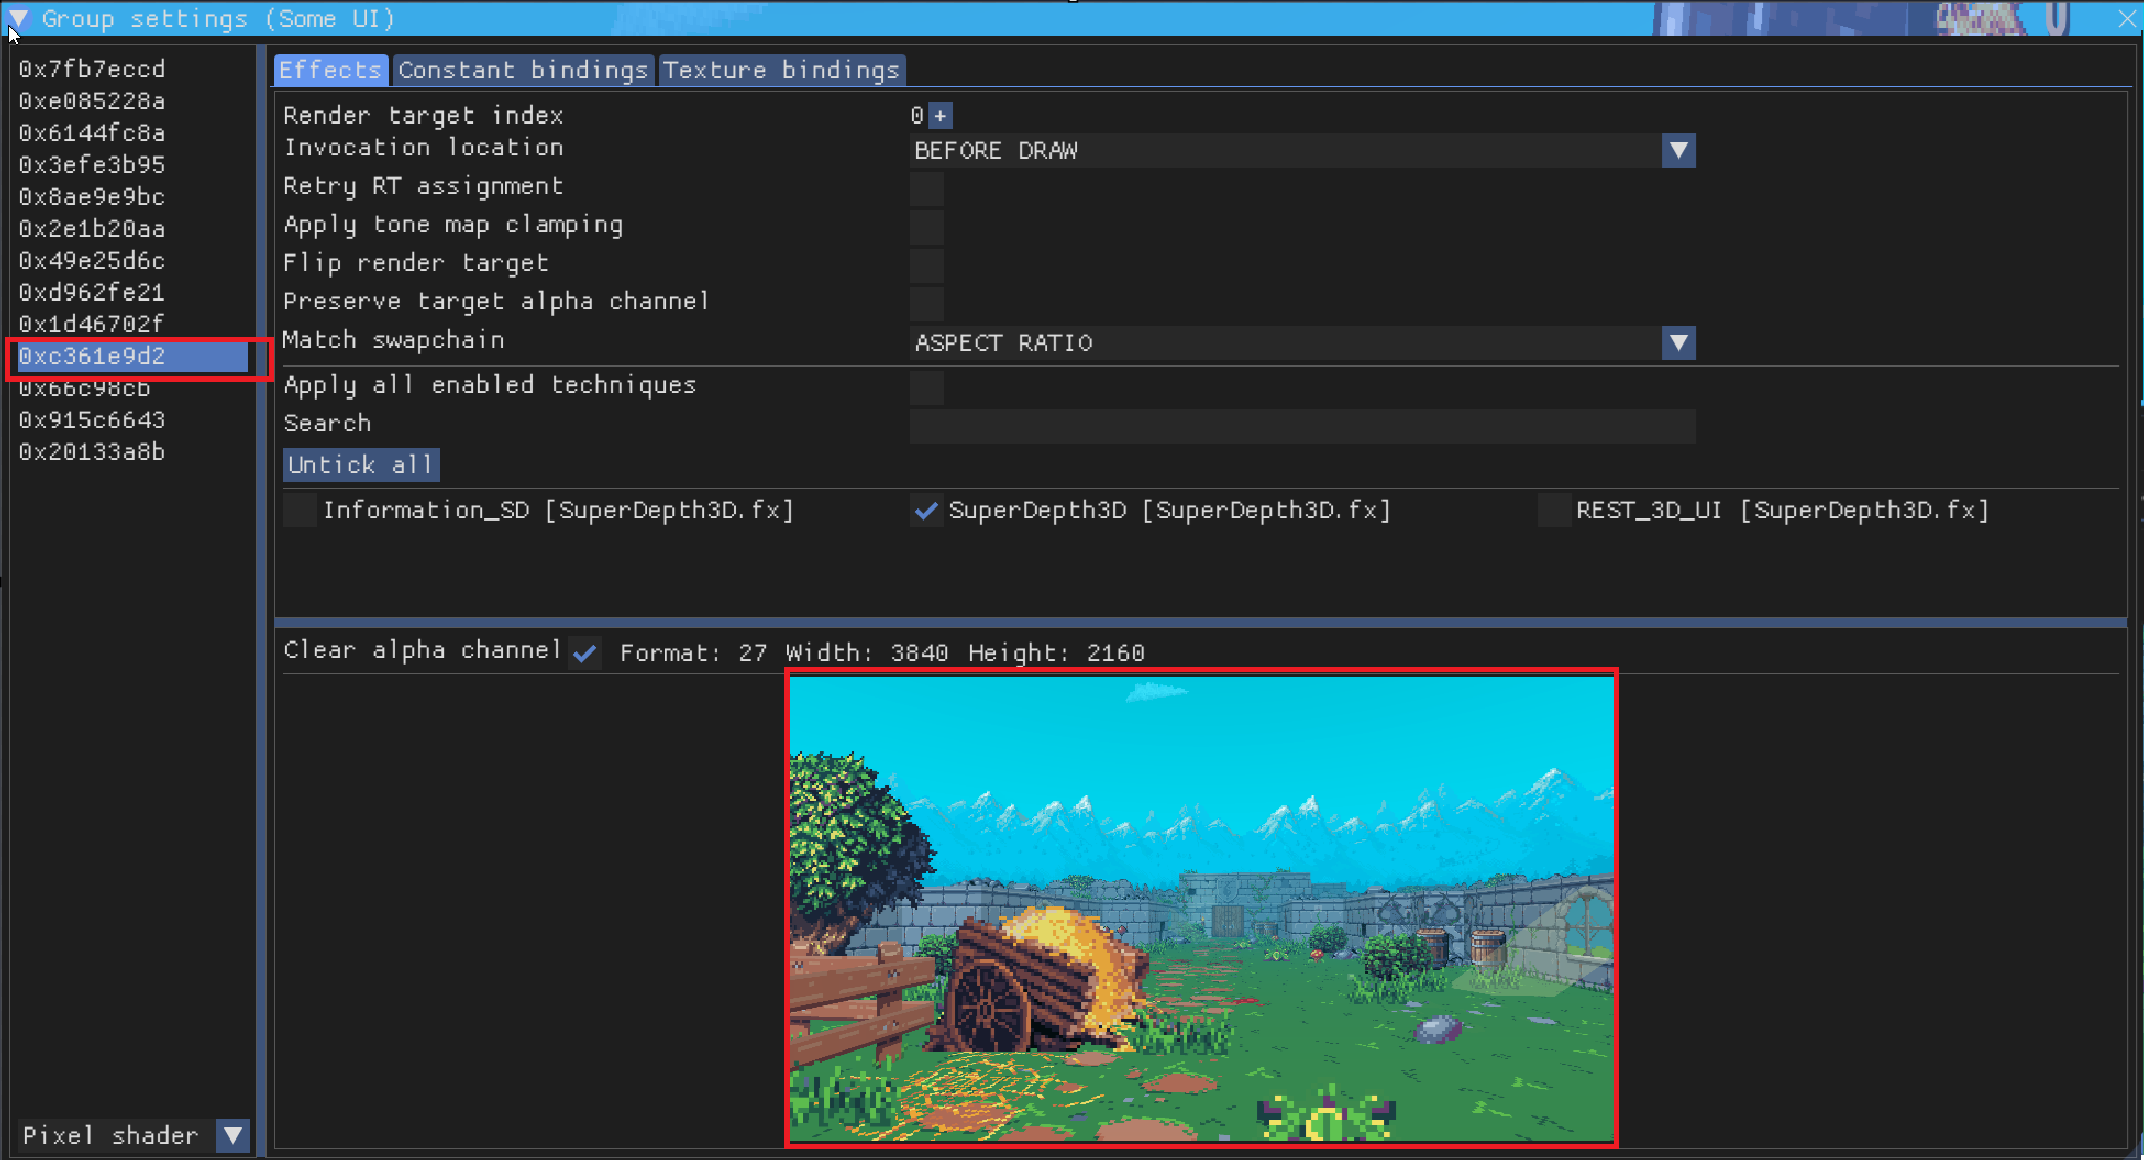 Group settings (Some UI)
0x7fb7eccd
0xe085228a
0x6144fc8a
0x3efe3b95
0x8ae9e9bc
0x2e1b20aa
0x49e25d6c
0xd962fe21
0x1d46702f
0xc361e9d2
0x66c98cb
0x915c6643
0x20133a8b
Pixel shader
Effects Constant bindings Texture bindings
Render target index 0 +
Invocation location BEFORE DRAW
Retry RT assignment
Apply tone map clamping
Flip render target
Preserve target alpha channel
Match swapchain ASPECT RATIO
Apply all enabled techniques
Search
Untick all
Information_SD [SuperDepth3D.fx] SuperDepth3D [SuperDepth3D.fx] REST_3D_UI [SuperDepth3D.fx]
Clear alpha channel Format: 27 Width: 3840 Height: 2160